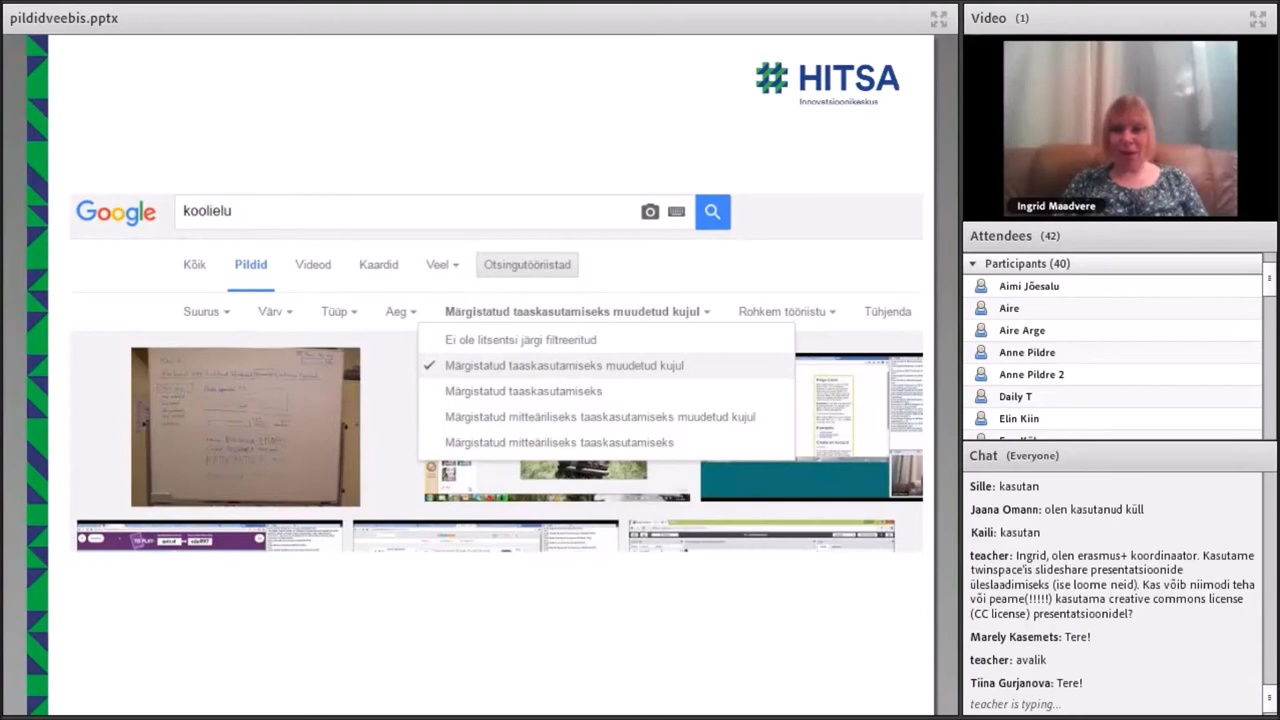 pildidveebis.pptx
HITSA
Innovatsioonikeskus
Google
koolielu
Kõik Pildid Videod Kaardid Veel Otsingutööriistad
Suurus Värv Tüüp Aeg Märgistatud taaskasutamiseks muudetud kujul Rohkem tööriistu Tühjenda
Ei ole litsentsi järgi filtreeritud
Märgistatud taaskasutamiseks muudetud kujul
Märgistatud taaskasutamiseks
Märgistatud mitteäriliseks taaskasutamiseks muudetud kujul
Märgistatud mitteäriliseks taaskasutamiseks
Video (1)
Ingrid Maadvere
Attendees (42)
Participants (40)
Aimi Jõesalu
Aire
Aire Arge
Anne Pildre
Anne Pildre 2
Daily T
Elin Kiin
Chat (Everyone)
Sille: kasutan
Jaana Omann: olen kasutanud küll
Kaili: kasutan
teacher: Ingrid, olen erasmus+ koordinaator. Kasutame
twinspace'is slideshare presentatsioonide
üleslaadimiseks (ise loome neid). Kas võib niimodi teha
või peame(!!!!!) kasutama creative commons license
(CC license) presentatsioonidel?
Marely Kasemets: Tere!
teacher: avalik
Tiina Gurjanova: Tere!
teacher is typing...